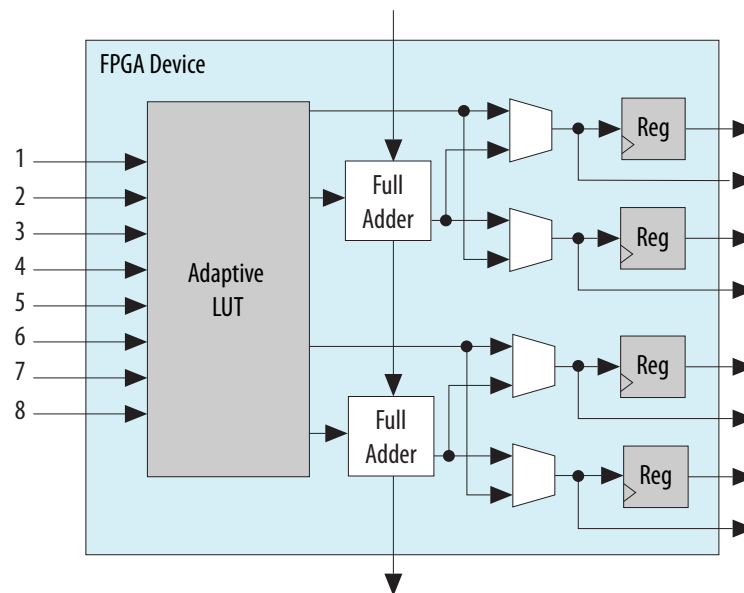 FPGA Device
1
2
3
4
5
6
7
8
Adaptive
LUT
Full
Adder
Full
Adder
Reg
Reg
Reg
Reg